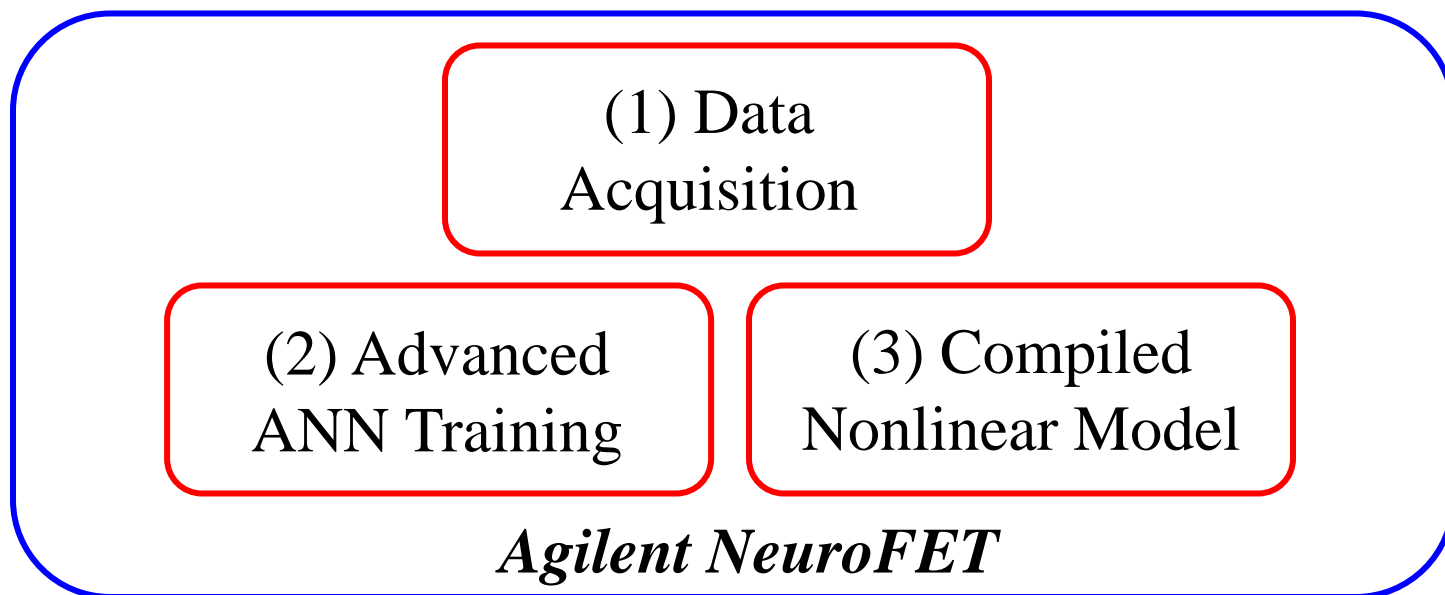 (1) Data
Acquisition
(2) Advanced
ANN Training
(3) Compiled
Nonlinear Model
Agilent NeuroFET